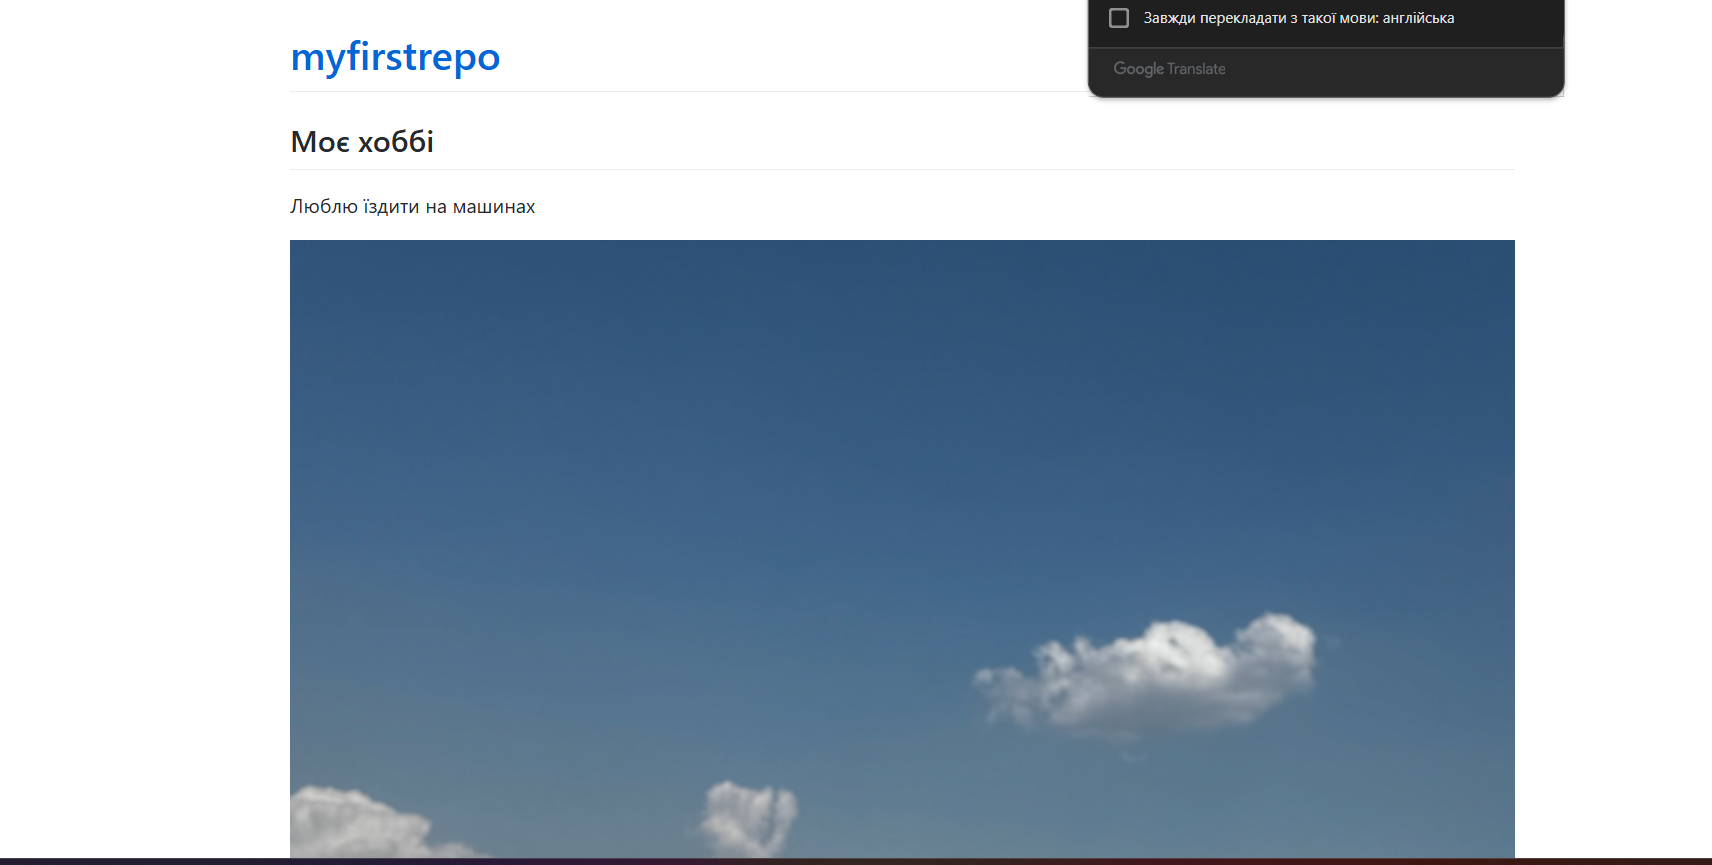 Завжди перекладати з такої мови: англійська
Google Translate
myfirstrepo
Моє хоббі
Люблю їздити на машинах